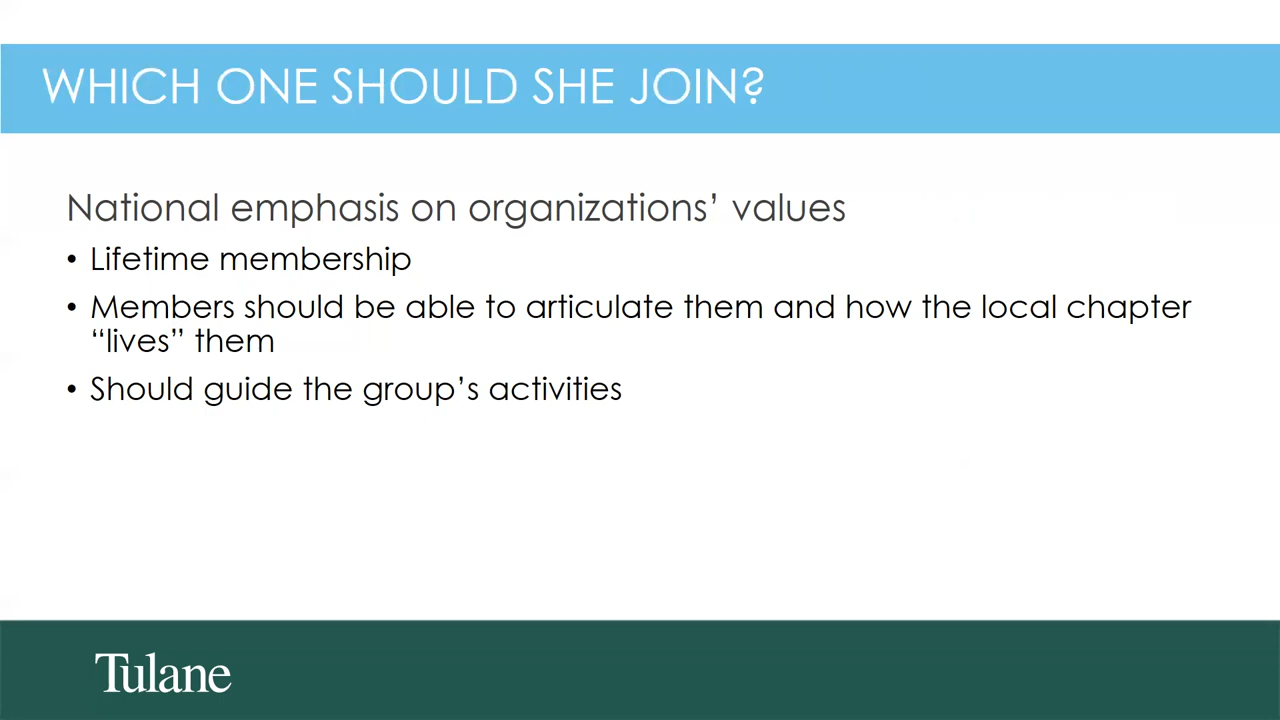 WHICH ONE SHOULD SHE JOIN?
National emphasis on organizations’ values
• Lifetime membership
• Members should be able to articulate them and how the local chapter
“lives” them
• Should guide the group’s activities
Tulane